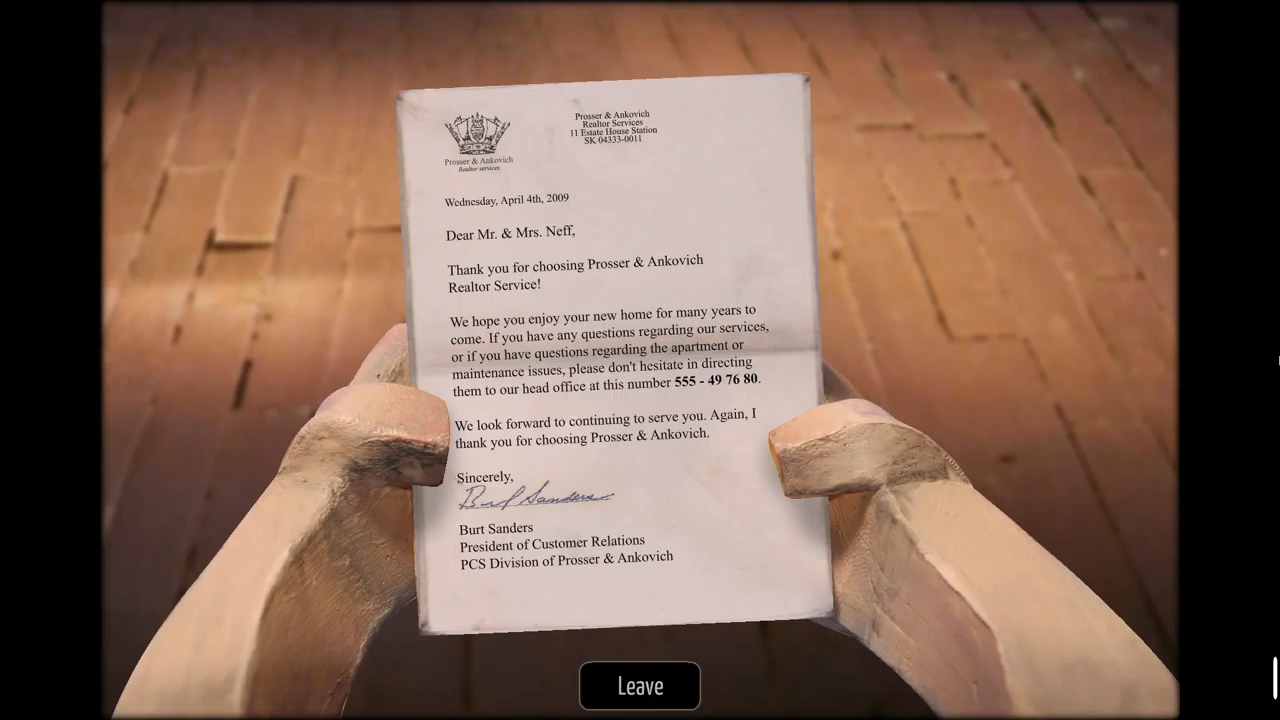 Prosser & Ankovich
Realtor Services
11 Estate House Station
SK 04333-0011
Prosser & Ankovich
Realtor services
Wednesday, April 4th, 2009
Dear Mr. & Mrs. Neff,
Thank you for choosing Prosser & Ankovich
Realtor Service!
We hope you enjoy your new home for many years to
come. If you have any questions regarding our services,
or if you have questions regarding the apartment or
maintenance issues, please don't hesitate in directing
them to our head office at this number 555 - 49 76 80.
We look forward to continuing to serve you. Again, I
thank you for choosing Prosser & Ankovich.
Sincerely,
Burt Sanders
Burt Sanders
President of Customer Relations
PCS Division of Prosser & Ankovich
Leave